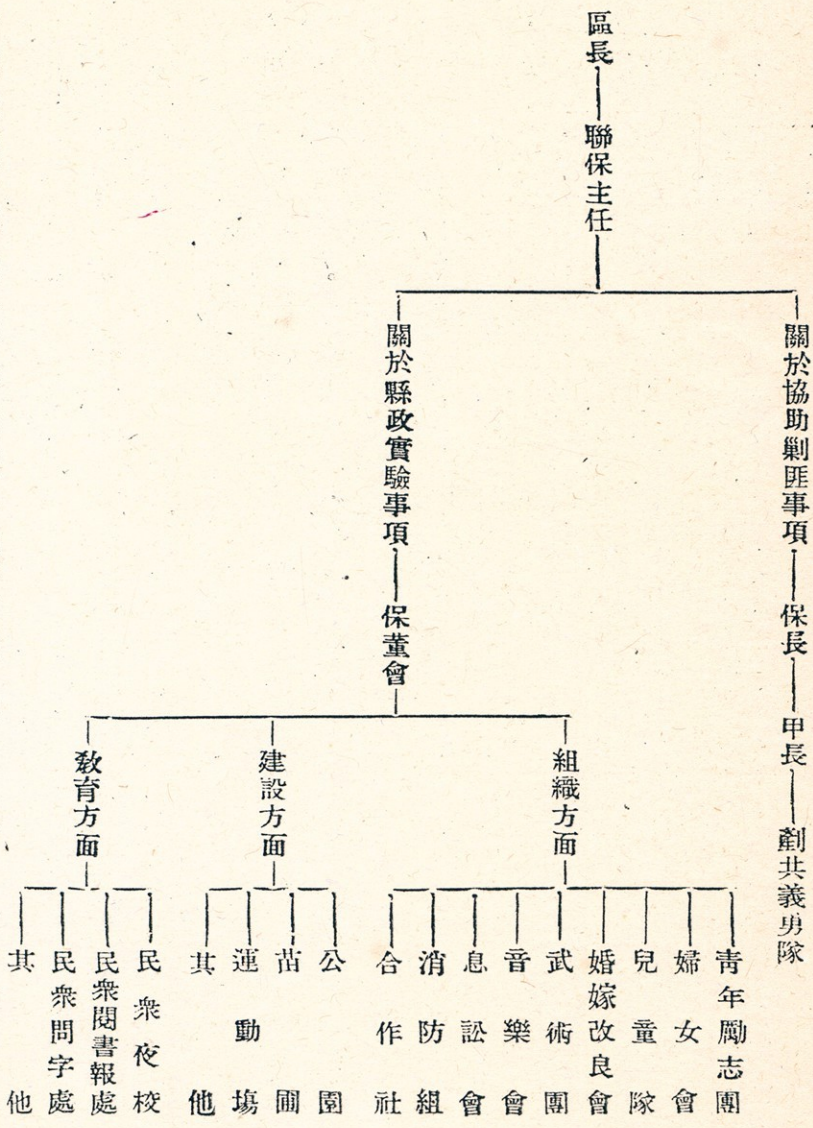 區長
聯保主任
關於協助剿匪事項
保長
甲長
剷共義勇隊
關於縣政實驗事項
保董會
組織方面
青年勵志團
婦女會
兒童隊
婚嫁改良會
武術團
音樂會
息訟會
消防組
合作社
建設方面
公園
苗圃
運動場
其他
教育方面
民衆夜校
民衆閱書報處
民衆問字處
其他